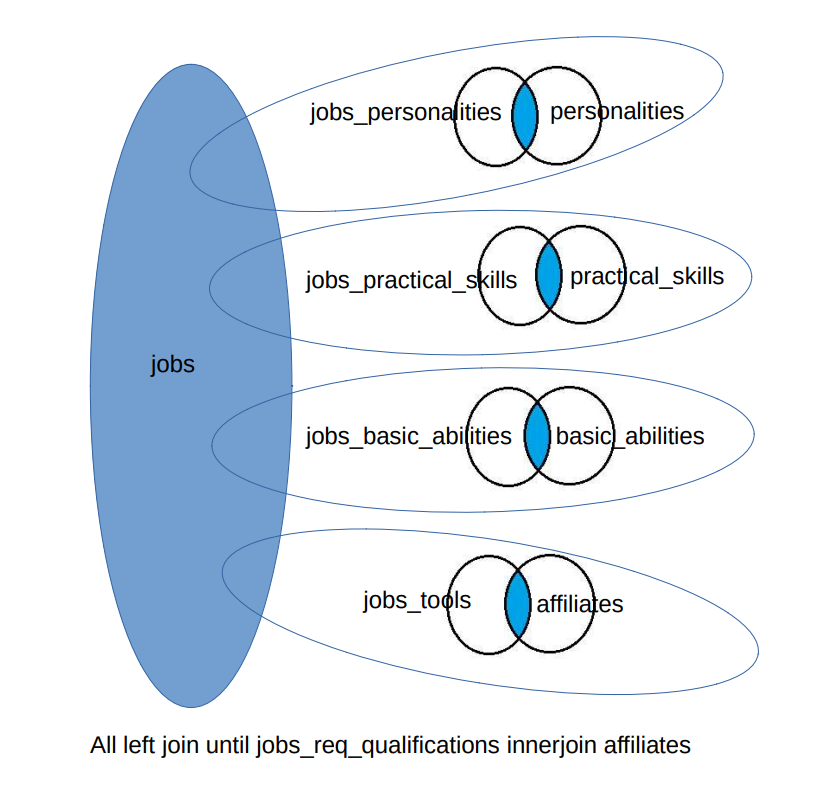 jobs_personalities personalities
jobs_practical_skills practical_skills
jobs
jobs_basic_abilities basic_abilities
jobs_tools affiliates
All left join until jobs_req_qualifications innerjoin affiliates